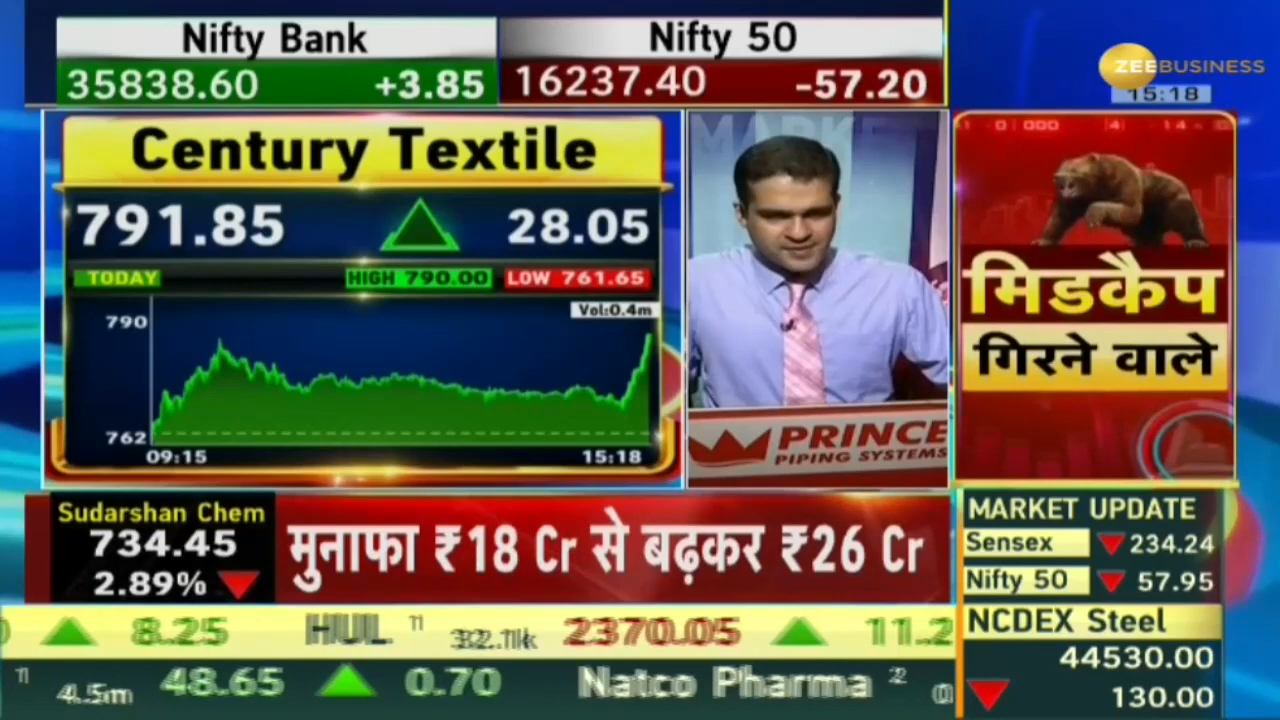 Nifty Bank
35838.60 +3.85
Nifty 50
16237.40 -57.20
ZEEBUSINESS
15:18
Century Textile
791.85 28.05
TODAY HIGH 790.00 LOW 761.65
Vol:0.4m
790
762
09:15 15:18
PRINCE
PIPING SYSTEMS
मिडकैप
गिरने वाले
Sudarshan Chem
734.45
2.89%
मुनाफा ₹18 Cr से बढ़कर ₹26 Cr
MARKET UPDATE
Sensex 234.24
Nifty 50 57.95
NCDEX Steel
44530.00
130.00
8.25 HUL 2370.05 11.2
4.5m 48.65 0.70 Natco Pharma